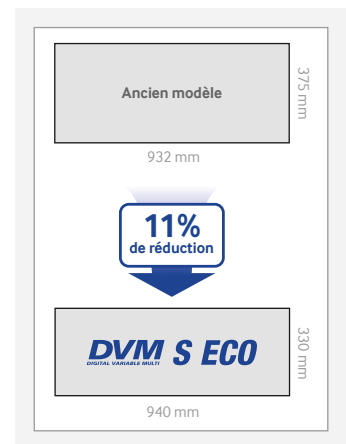 Ancien modèle
375 mm
932 mm
11%
de réduction
DVM S ECO
DIGITAL VARIABLE MULTI
330 mm
940 mm